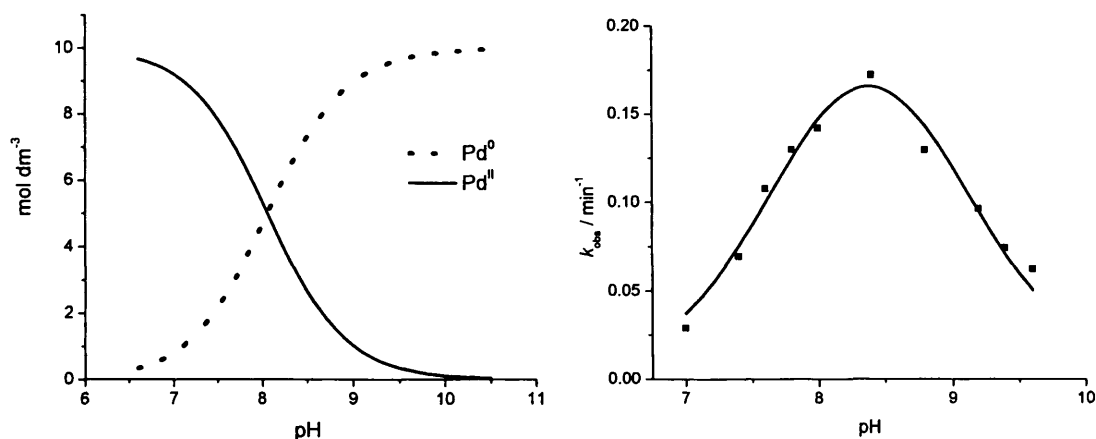 mol dm⁻³
10
8
6
4
2
0
6 7 8 9 10 11
pH
Pd⁰
Pdᴵᴵ
k_obs / min⁻¹
0.20
0.15
0.10
0.05
0.00
7 8 9 10
pH